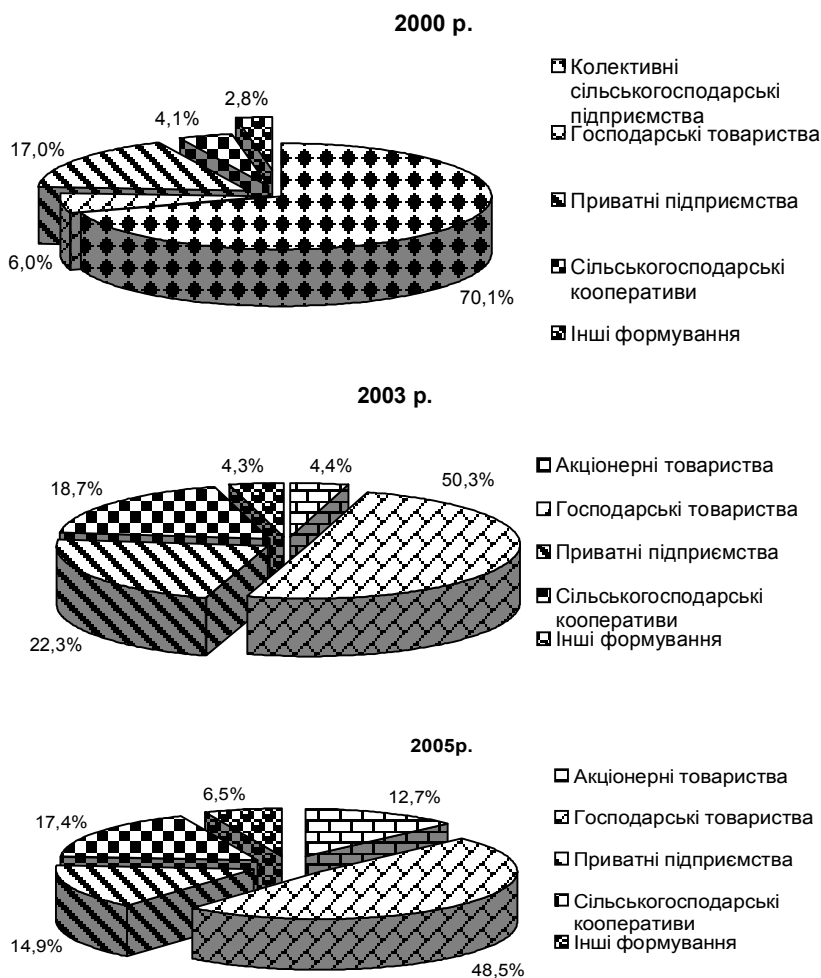 2000 р.
2,8%
4,1%
17,0%
6,0%
70,1%
Колективні
сільськогосподарські
підприємства
Господарські товариства
Приватні підприємства
Сільськогосподарські
кооперативи
Інші формування
2003 р.
4,3%
4,4%
50,3%
18,7%
22,3%
Акціонерні товариства
Господарські товариства
Приватні підприємства
Сільськогосподарські
кооперативи
Інші формування
2005р.
6,5%
12,7%
17,4%
14,9%
48,5%
Акціонерні товариства
Господарські товариства
Приватні підприємства
Сільськогосподарські
кооперативи
Інші формування